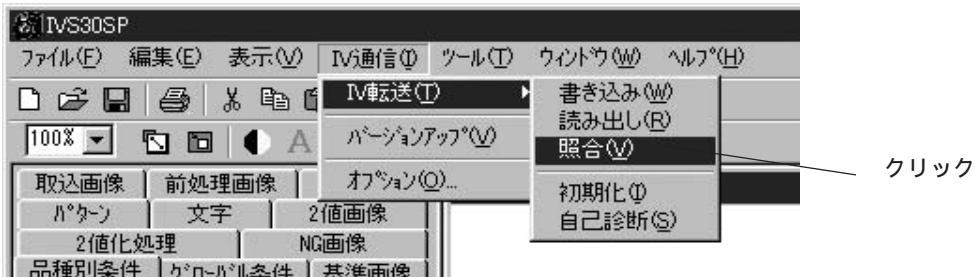 IVS30SP
ファイル(F) 編集(E) 表示(V) IV通信(I) ツール(T) ウィンドウ(W) ヘルプ(H)
IV転送(T)
バージョンアップ(V)
オプション(O)...
書き込み(W)
読み出し(R)
照合(V)
初期化(I)
自己診断(S)
クリック
100%
A
取込画像 前処理画像
パターン 文字 2値画像
2値化処理 NG画像
品種別条件 グローバル条件 基準画像